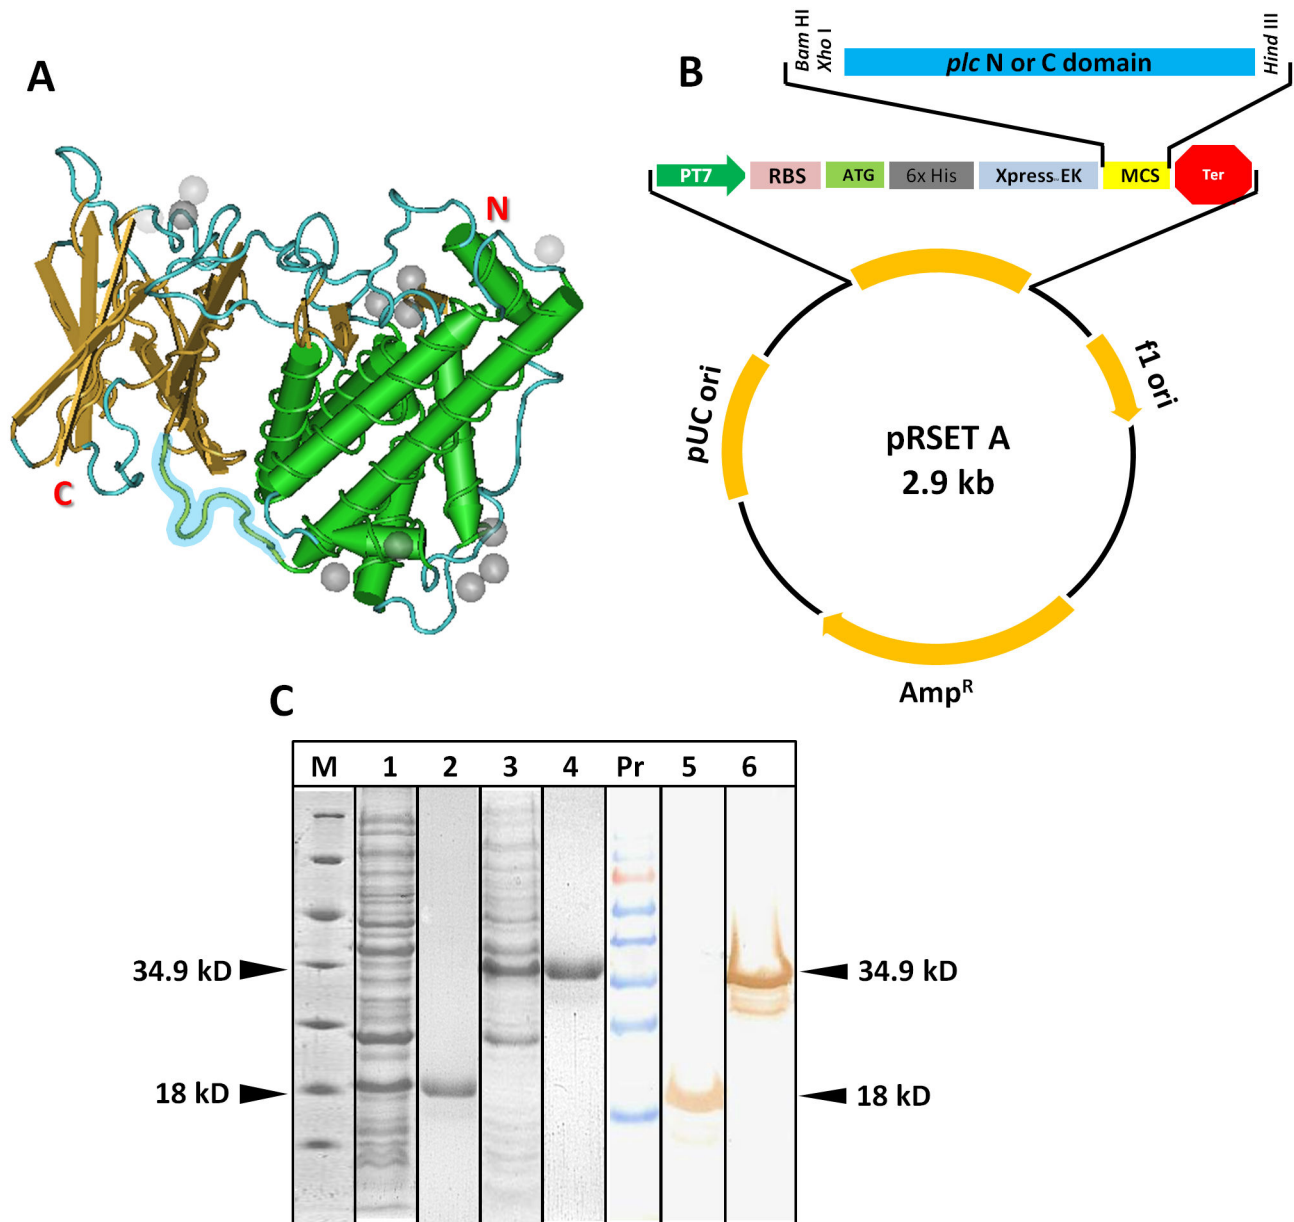 A
N
C
B
Bam HI
Xho I
plc N or C domain
Hind III
PT7
RBS
ATG
6x His
Xpress-EK
MCS
Ter
pUC ori
f1 ori
pRSET A
2.9 kb
AmpR
C
M 1 2 3 4 Pr 5 6
34.9 kD
34.9 kD
18 kD
18 kD